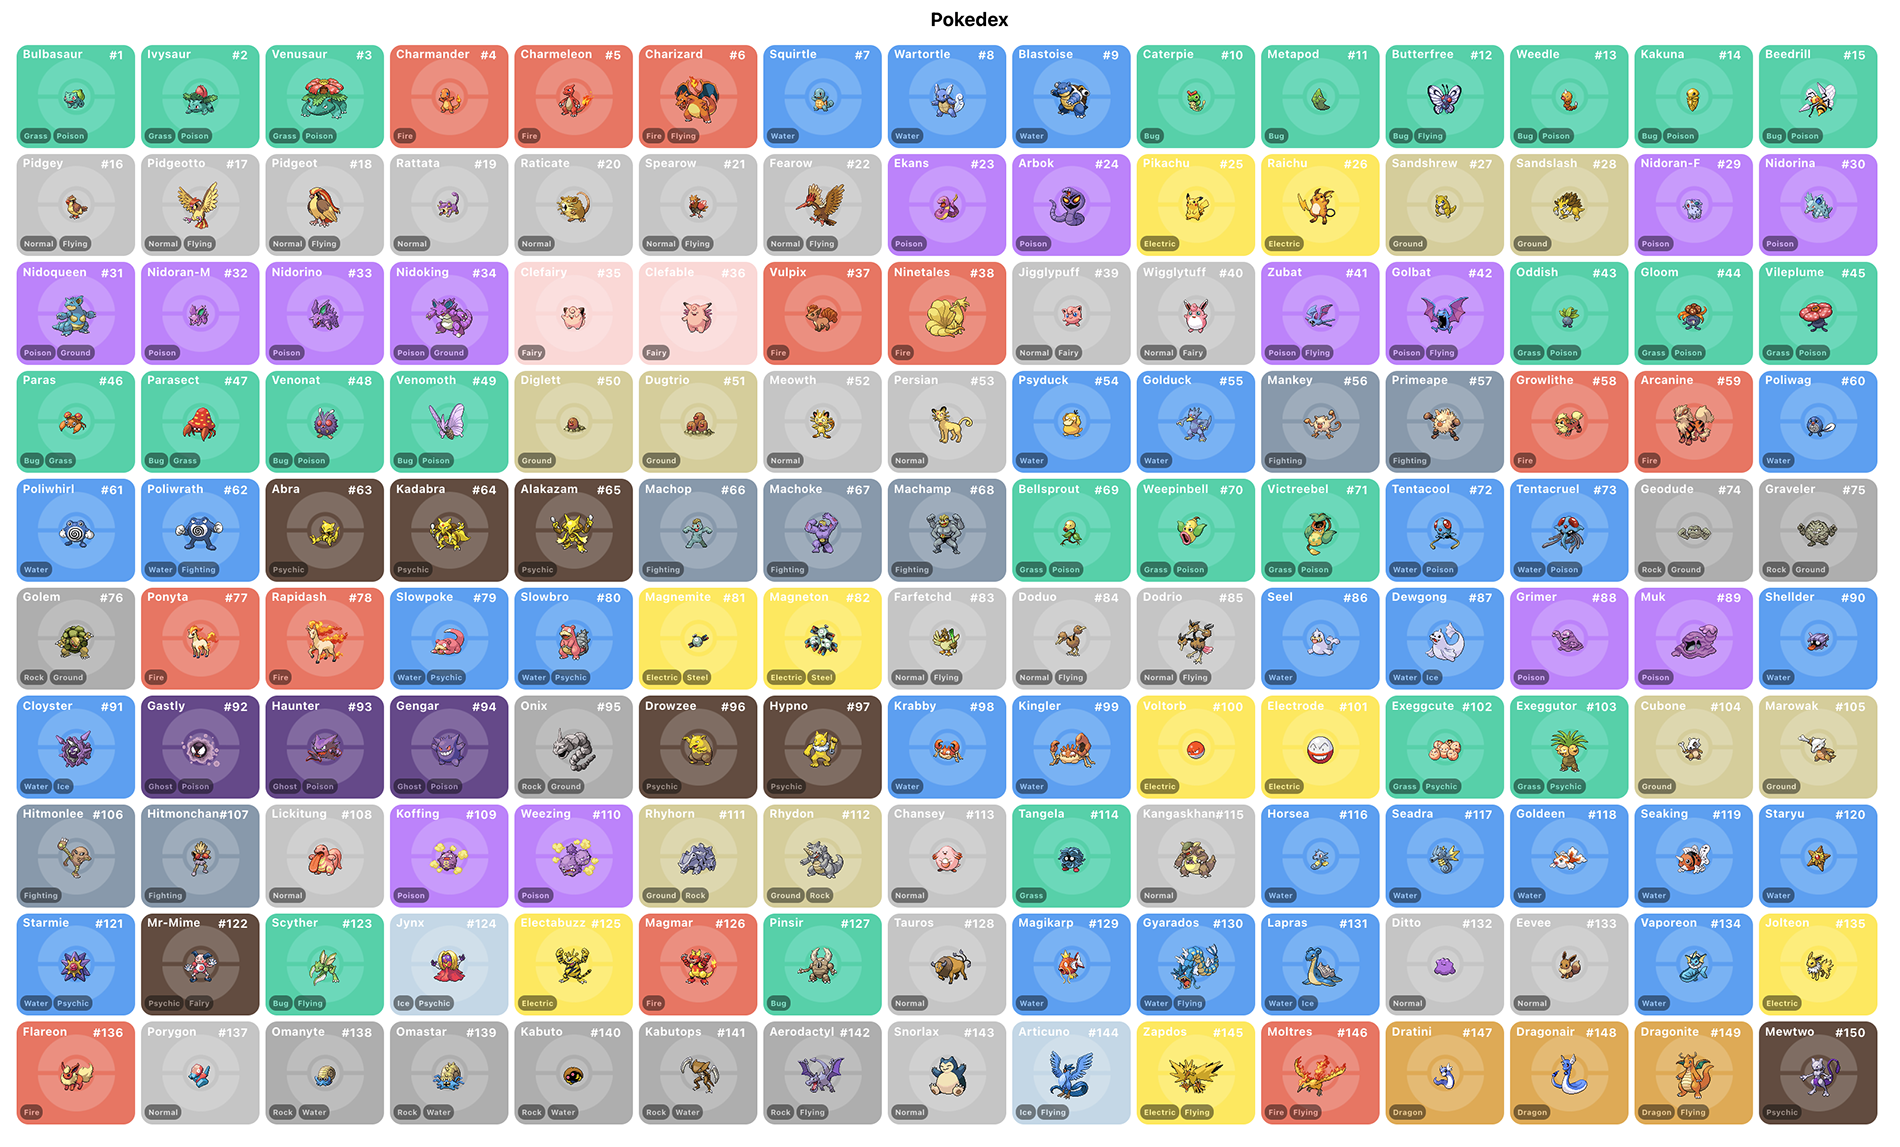 Pokedex
Bulbasaur #1 Ivysaur #2 Venusaur #3 Charmander #4 Charmeleon #5 Charizard #6 Squirtle #7 Wartortle #8 Blastoise #9 Caterpie #10 Metapod #11 Butterfree #12 Weedle #13 Kakuna #14 Beedrill #15
Grass Poison Grass Poison Grass Poison Fire Fire Fire Flying Water Water Water Bug Bug Bug Flying Bug Poison Bug Poison Bug Poison
Pidgey #16 Pidgeotto #17 Pidgeot #18 Rattata #19 Raticate #20 Spearow #21 Fearow #22 Ekans #23 Arbok #24 Pikachu #25 Raichu #26 Sandshrew #27 Sandslash #28 Nidoran-F #29 Nidorina #30
Normal Flying Normal Flying Normal Flying Normal Normal Normal Flying Normal Flying Poison Poison Electric Electric Ground Ground Poison Poison
Nidoqueen #31 Nidoran-M #32 Nidorino #33 Nidoking #34 Clefairy #35 Clefable #36 Vulpix #37 Ninetales #38 Jigglypuff #39 Wigglytuff #40 Zubat #41 Golbat #42 Oddish #43 Gloom #44 Vileplume #45
Poison Ground Poison Poison Poison Ground Fairy Fairy Fire Fire Normal Fairy Normal Fairy Poison Flying Poison Flying Grass Poison Grass Poison Grass Poison
Paras #46 Parasect #47 Venonat #48 Venomoth #49 Diglett #50 Dugtrio #51 Meowth #52 Persian #53 Psyduck #54 Golduck #55 Mankey #56 Primeape #57 Growlithe #58 Arcanine #59 Poliwag #60
Bug Grass Bug Grass Bug Poison Bug Poison Ground Ground Normal Normal Water Water Fighting Fighting Fire Fire Water
Poliwhirl #61 Poliwrath #62 Abra #63 Kadabra #64 Alakazam #65 Machop #66 Machoke #67 Machamp #68 Bellsprout #69 Weepinbell #70 Victreebel #71 Tentacool #72 Tentacruel #73 Geodude #74 Graveler #75
Water Water Fighting Psychic Psychic Psychic Fighting Fighting Fighting Grass Poison Grass Poison Grass Poison Water Poison Water Poison Rock Ground Rock Ground
Golem #76 Ponyta #77 Rapidash #78 Slowpoke #79 Slowbro #80 Magnemite #81 Magneton #82 Farfetchd #83 Doduo #84 Dodrio #85 Seel #86 Dewgong #87 Grimer #88 Muk #89 Shellder #90
Rock Ground Fire Fire Water Psychic Water Psychic Electric Steel Electric Steel Normal Flying Normal Flying Normal Flying Water Water Ice Poison Poison Water
Cloyster #91 Gastly #92 Haunter #93 Gengar #94 Onix #95 Drowzee #96 Hypno #97 Krabby #98 Kingler #99 Voltorb #100 Electrode #101 Exeggcute #102 Exeggutor #103 Cubone #104 Marowak #105
Water Ice Ghost Poison Ghost Poison Ghost Poison Rock Ground Psychic Psychic Water Water Electric Electric Grass Psychic Grass Psychic Ground Ground
Hitmonlee #106 Hitmonchan#107 Lickitung #108 Koffing #109 Weezing #110 Rhyhorn #111 Rhydon #112 Chansey #113 Tangela #114 Kangaskhan#115 Horsea #116 Seadra #117 Goldeen #118 Seaking #119 Staryu #120
Fighting Fighting Normal Poison Poison Ground Rock Ground Rock Normal Grass Normal Water Water Water Water Water
Starmie #121 Mr-Mime #122 Scyther #123 Jynx #124 Electabuzz #125 Magmar #126 Pinsir #127 Tauros #128 Magikarp #129 Gyarados #130 Lapras #131 Ditto #132 Eevee #133 Vaporeon #134 Jolteon #135
Water Psychic Psychic Fairy Bug Flying Ice Psychic Electric Fire Bug Normal Water Water Flying Water Ice Normal Normal Water Electric
Flareon #136 Porygon #137 Omanyte #138 Omastar #139 Kabuto #140 Kabutops #141 Aerodactyl #142 Snorlax #143 Articuno #144 Zapdos #145 Moltres #146 Dratini #147 Dragonair #148 Dragonite #149 Mewtwo #150
Fire Normal Rock Water Rock Water Rock Water Rock Water Rock Flying Normal Ice Flying Electric Flying Fire Flying Dragon Dragon Dragon Flying Psychic